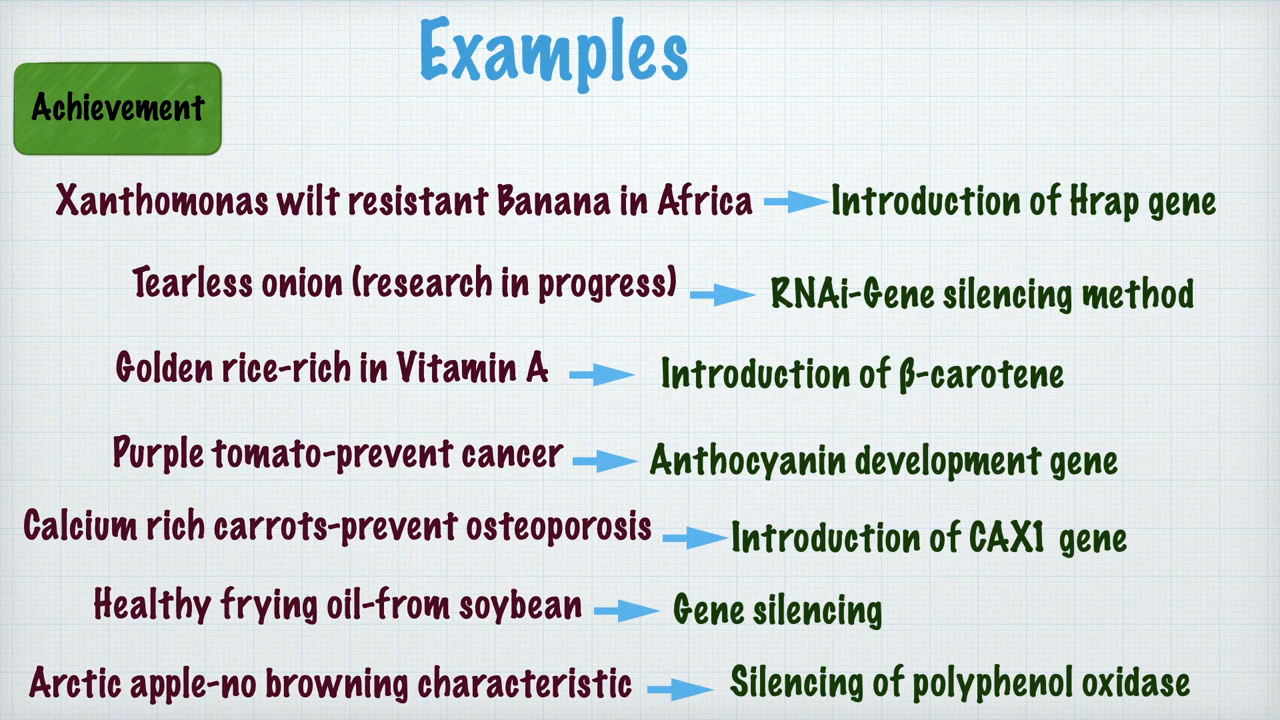 Examples
Achievement
Xanthomonas wilt resistant Banana in Africa Introduction of Hrap gene
Tearless onion (research in progress) RNAi-Gene silencing method
Golden rice-rich in Vitamin A Introduction of β-carotene
Purple tomato-prevent cancer Anthocyanin development gene
Calcium rich carrots-prevent osteoporosis Introduction of CAX1 gene
Healthy frying oil-from soybean Gene silencing
Arctic apple-no browning characteristic Silencing of polyphenol oxidase